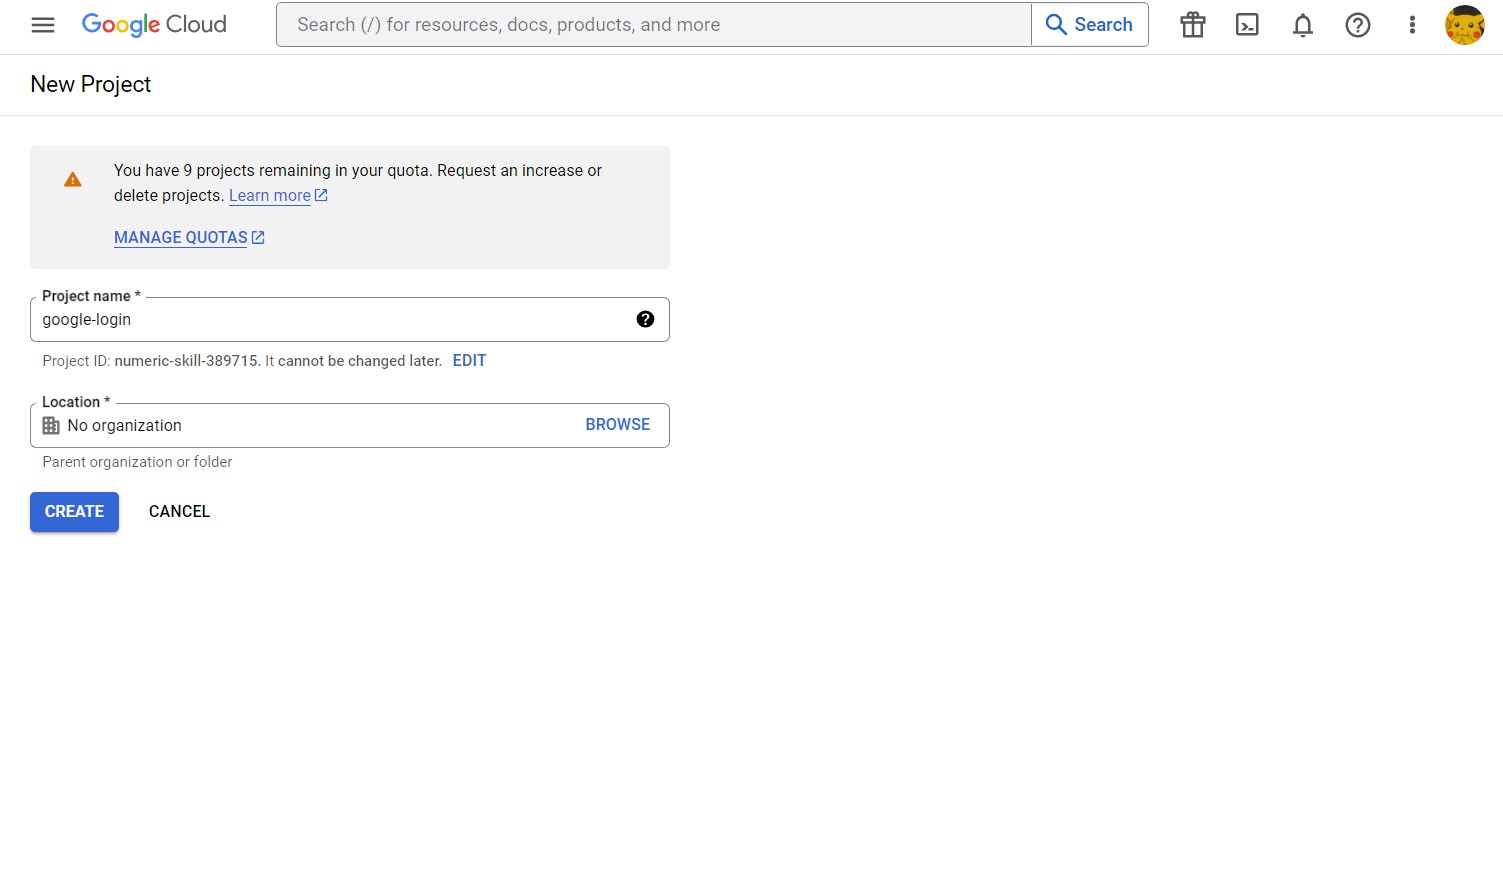 Google Cloud
Search (/) for resources, docs, products, and more
Search
New Project
You have 9 projects remaining in your quota. Request an increase or
delete projects. Learn more
MANAGE QUOTAS
Project name *
google-login
Project ID: numeric-skill-389715. It cannot be changed later. EDIT
Location *
No organization
BROWSE
Parent organization or folder
CREATE
CANCEL